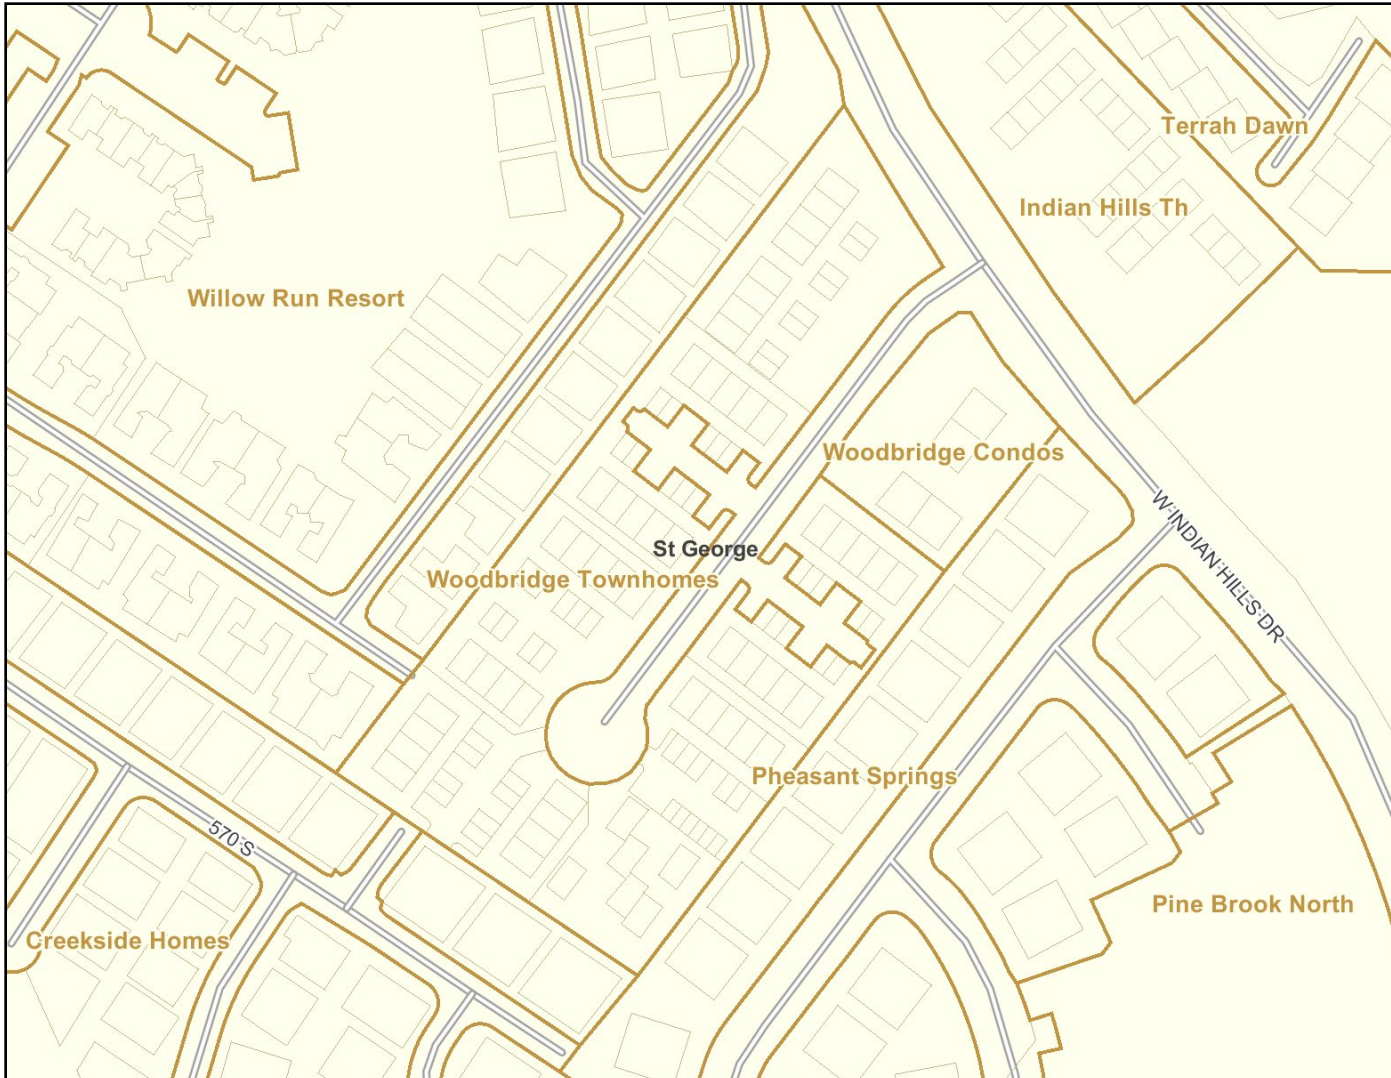 Terrah Dawn
Indian Hills Th
Willow Run Resort
Woodbridge Condos
W INDIAN HILLS DR
St George
Woodbridge Townhomes
Pheasant Springs
570 S
Pine Brook North
Creekside Homes